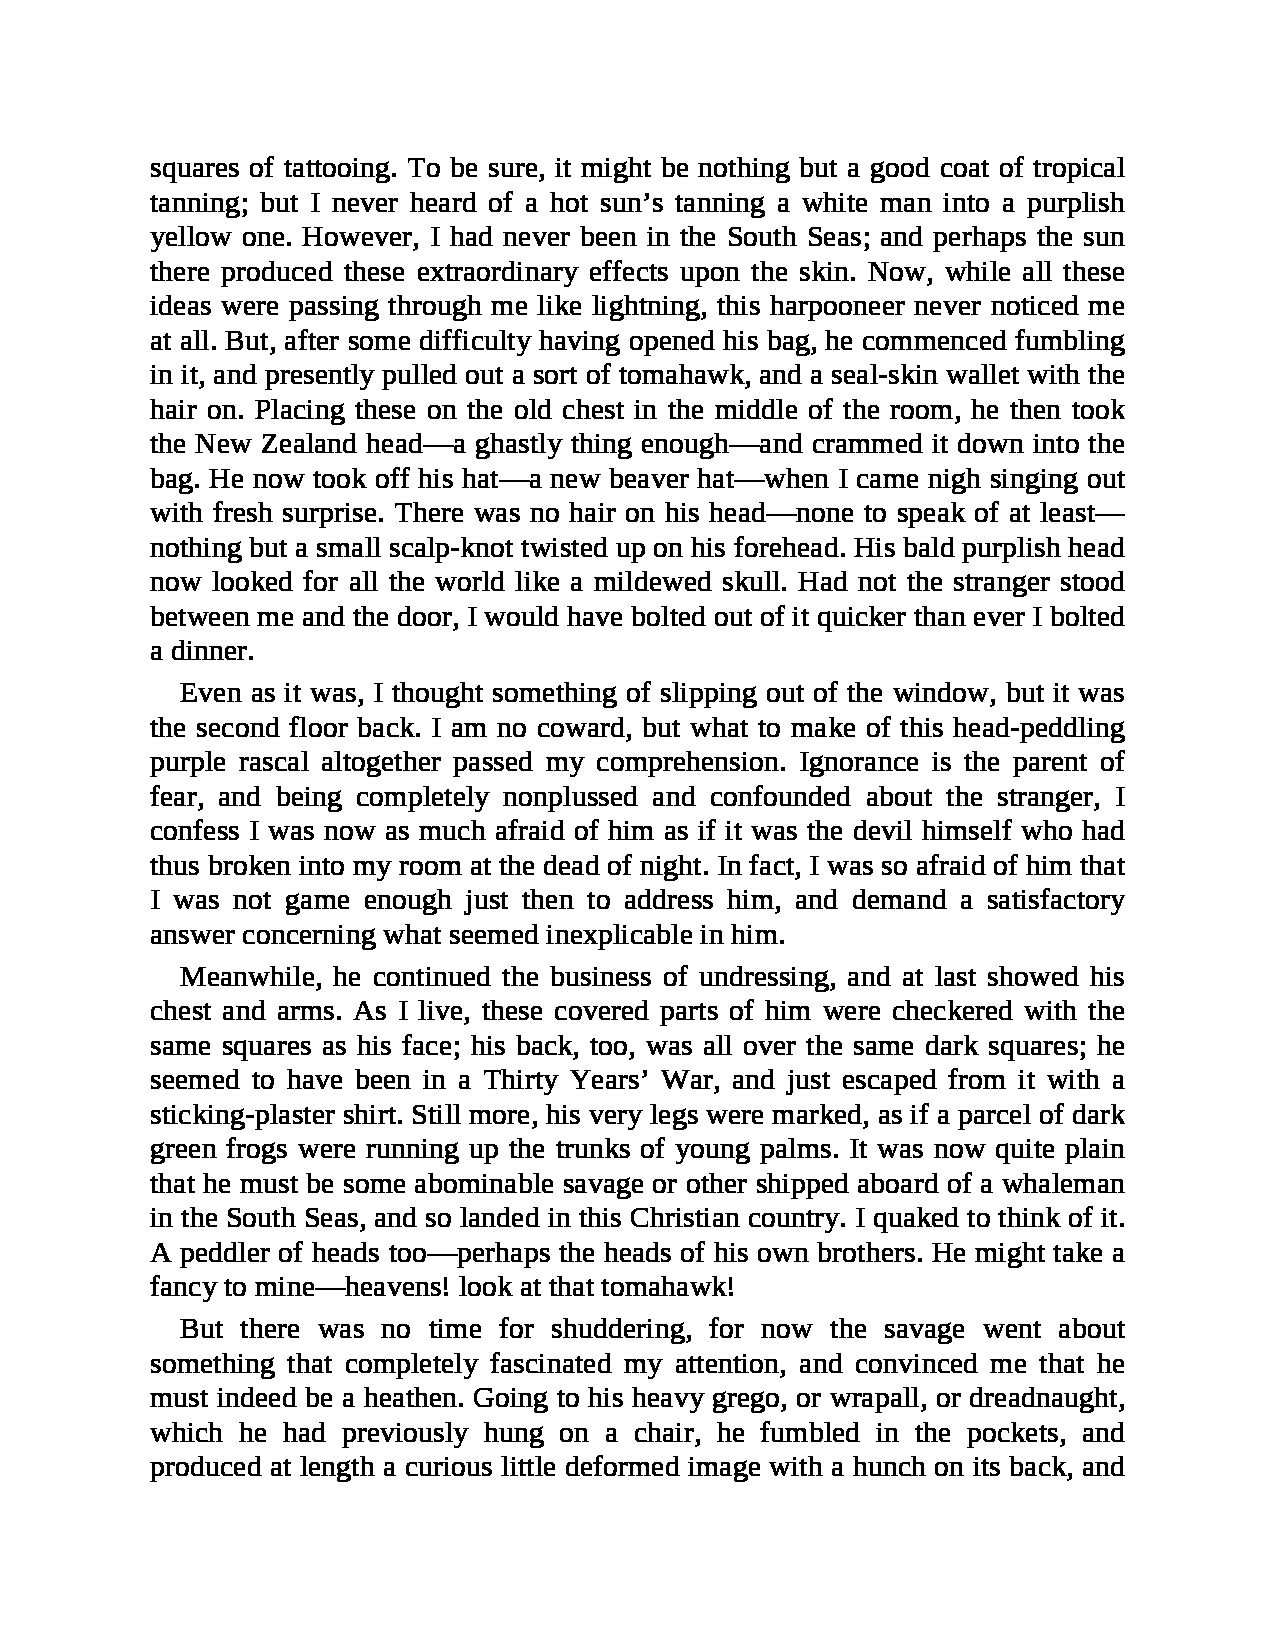 squares of tattooing. To be sure, it might be nothing but a good coat of tropical
tanning; but I never heard of a hot sun’s tanning a white man into a purplish
yellow one. However, I had never been in the South Seas; and perhaps the sun
there produced these extraordinary effects upon the skin. Now, while all these
ideas were passing through me like lightning, this harpooneer never noticed me
at all. But, after some difficulty having opened his bag, he commenced fumbling
in it, and presently pulled out a sort of tomahawk, and a seal-skin wallet with the
hair on. Placing these on the old chest in the middle of the room, he then took
the New Zealand head—a ghastly thing enough—and crammed it down into the
bag. He now took off his hat—a new beaver hat—when I came nigh singing out
with fresh surprise. There was no hair on his head—none to speak of at least—
nothing but a small scalp-knot twisted up on his forehead. His bald purplish head
now looked for all the world like a mildewed skull. Had not the stranger stood
between me and the door, I would have bolted out of it quicker than ever I bolted
a dinner.
Even as it was, I thought something of slipping out of the window, but it was
the second floor back. I am no coward, but what to make of this head-peddling
purple rascal altogether passed my comprehension. Ignorance is the parent of
fear, and being completely nonplussed and confounded about the stranger, I
confess I was now as much afraid of him as if it was the devil himself who had
thus broken into my room at the dead of night. In fact, I was so afraid of him that
I was not game enough just then to address him, and demand a satisfactory
answer concerning what seemed inexplicable in him.
Meanwhile, he continued the business of undressing, and at last showed his
chest and arms. As I live, these covered parts of him were checkered with the
same squares as his face; his back, too, was all over the same dark squares; he
seemed to have been in a Thirty Years’ War, and just escaped from it with a
sticking-plaster shirt. Still more, his very legs were marked, as if a parcel of dark
green frogs were running up the trunks of young palms. It was now quite plain
that he must be some abominable savage or other shipped aboard of a whaleman
in the South Seas, and so landed in this Christian country. I quaked to think of it.
A peddler of heads too—perhaps the heads of his own brothers. He might take a
fancy to mine—heavens! look at that tomahawk!
But there was no time for shuddering, for now the savage went about
something that completely fascinated my attention, and convinced me that he
must indeed be a heathen. Going to his heavy grego, or wrapall, or dreadnaught,
which he had previously hung on a chair, he fumbled in the pockets, and
produced at length a curious little deformed image with a hunch on its back, and